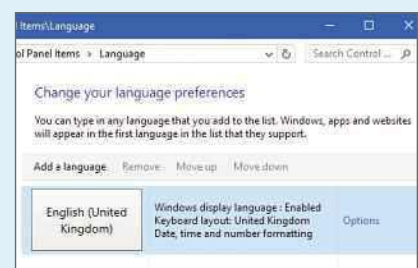 l Items\Language
ol Panel Items › Language
Search Control ...
Change your language preferences
You can type in any language that you add to the list. Windows, apps and websites
will appear in the first language in the list that they support.
Add a language Remove Move up Move down
English (United
Kingdom)
Windows display language : Enabled
Keyboard layout: United Kingdom
Date, time and number formatting
Options